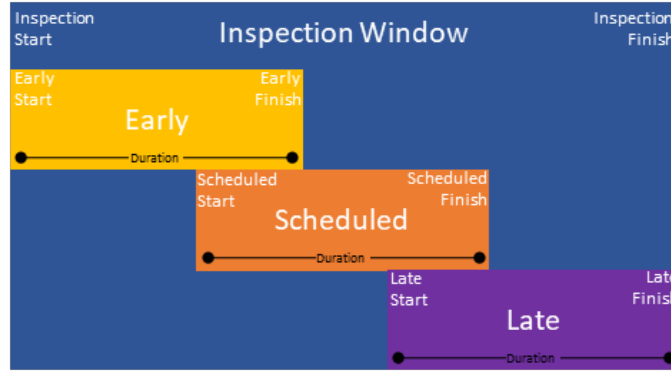 Inspection
Start
Inspection Window
Inspection
Finish
Early
Start
Early
Finish
Early
Duration
Scheduled
Start
Scheduled
Finish
Scheduled
Duration
Late
Start
Late
Finish
Late
Duration